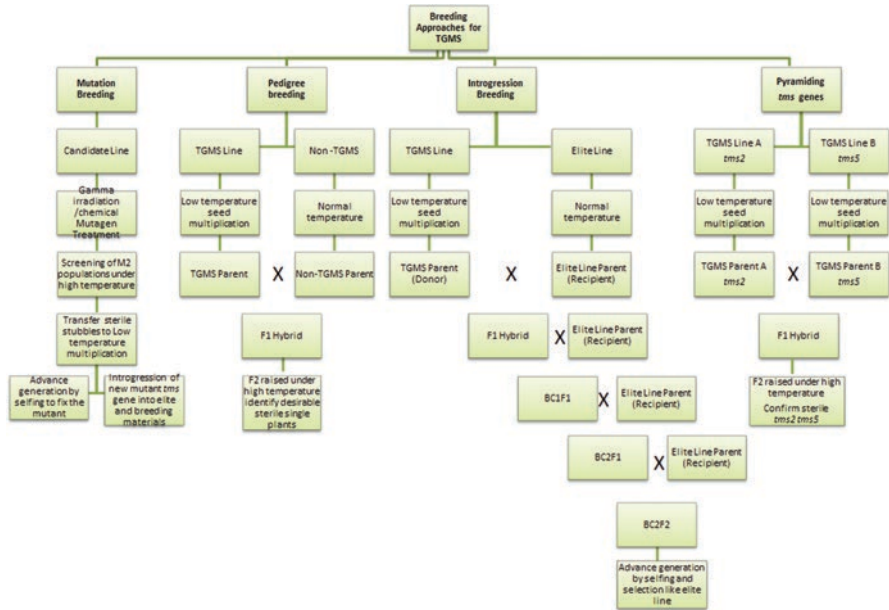 Breeding
Approaches for
TGMS
Mutation
Breeding
Pedigree
breeding
Introgression
Breeding
Pyramiding
tms genes
Candidate Line
TGMS Line
Non -TGMS
TGMS Line
Elite Line
TGMS Line A
tms2
TGMS Line B
tms5
Gamma
irradiation
/chemical
Mutagen
Treatment
Low temperature
seed
multiplication
Normal
temperature
Low temperature
seed
multiplication
Normal
temperature
Low temperature
seed
multiplication
Low temperature
seed
multiplication
Screening of M2
populations under
high temperature
TGMS Parent
X
Non-TGMS Parent
TGMS Parent
(Donor)
X
Elite Line Parent
(Recipient)
TGMS Parent A
tms2
X
TGMS Parent B
tms5
Transfer sterile
stubbles to Low
temperature
multiplication
F1 Hybrid
F1 Hybrid
X
Elite Line Parent
(Recipient)
F1 Hybrid
Advance
generation by
selfing to fix the
mutant
Introgression of
new mutant tms
gene into elite
and breeding
materials
F2 raised under
high temperature
identify desirable
sterile single
plants
BC1F1
X
Elite Line Parent
(Recipient)
F2 raised under high
temperature
Confirm sterile
tms2 tms5
BC2F1
X
Elite Line Parent
(Recipient)
BC2F2
Advance generation
by selfing and
selection like elite
line